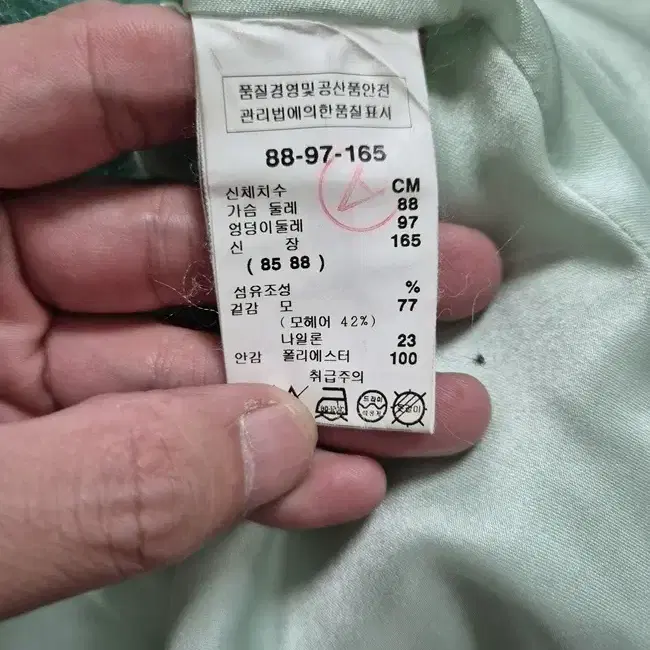 품질경영및공산품안전
관리법에의한품질표시
88-97-165
신체치수 CM
가슴 둘레 88
엉덩이둘레 97
신 장 165
( 85 88 )
섬유조성 %
겉감 모 77
( 모헤어 42%)
나일론 23
안감 폴리에스터 100
취급주의
드라이